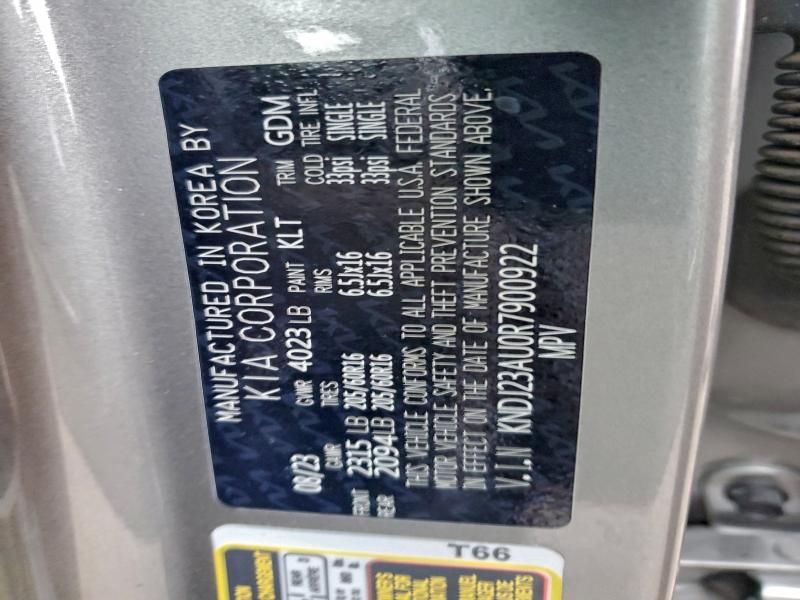 MANUFACTURED IN KOREA BY
KIA CORPORATION
08/23 GVWR 4023 LB PAINT KLT TRIM GDM
GAWR TIRES RIMS COLD TIRE INFL
FRONT 2315 LB 205/60R16 6.5Jx16 33psi SINGLE
REAR 2094LB 205/60R16 6.5Jx16 33psi SINGLE
THIS VEHICLE CONFORMS TO ALL APPLICABLE U.S.A. FEDERAL
MOTOR VEHICLE SAFETY AND THEFT PREVENTION STANDARDS
IN EFFECT ON THE DATE OF MANUFACTURE SHOWN ABOVE.
V.I.N KNDJ23AU0R7900922
MPV
T66